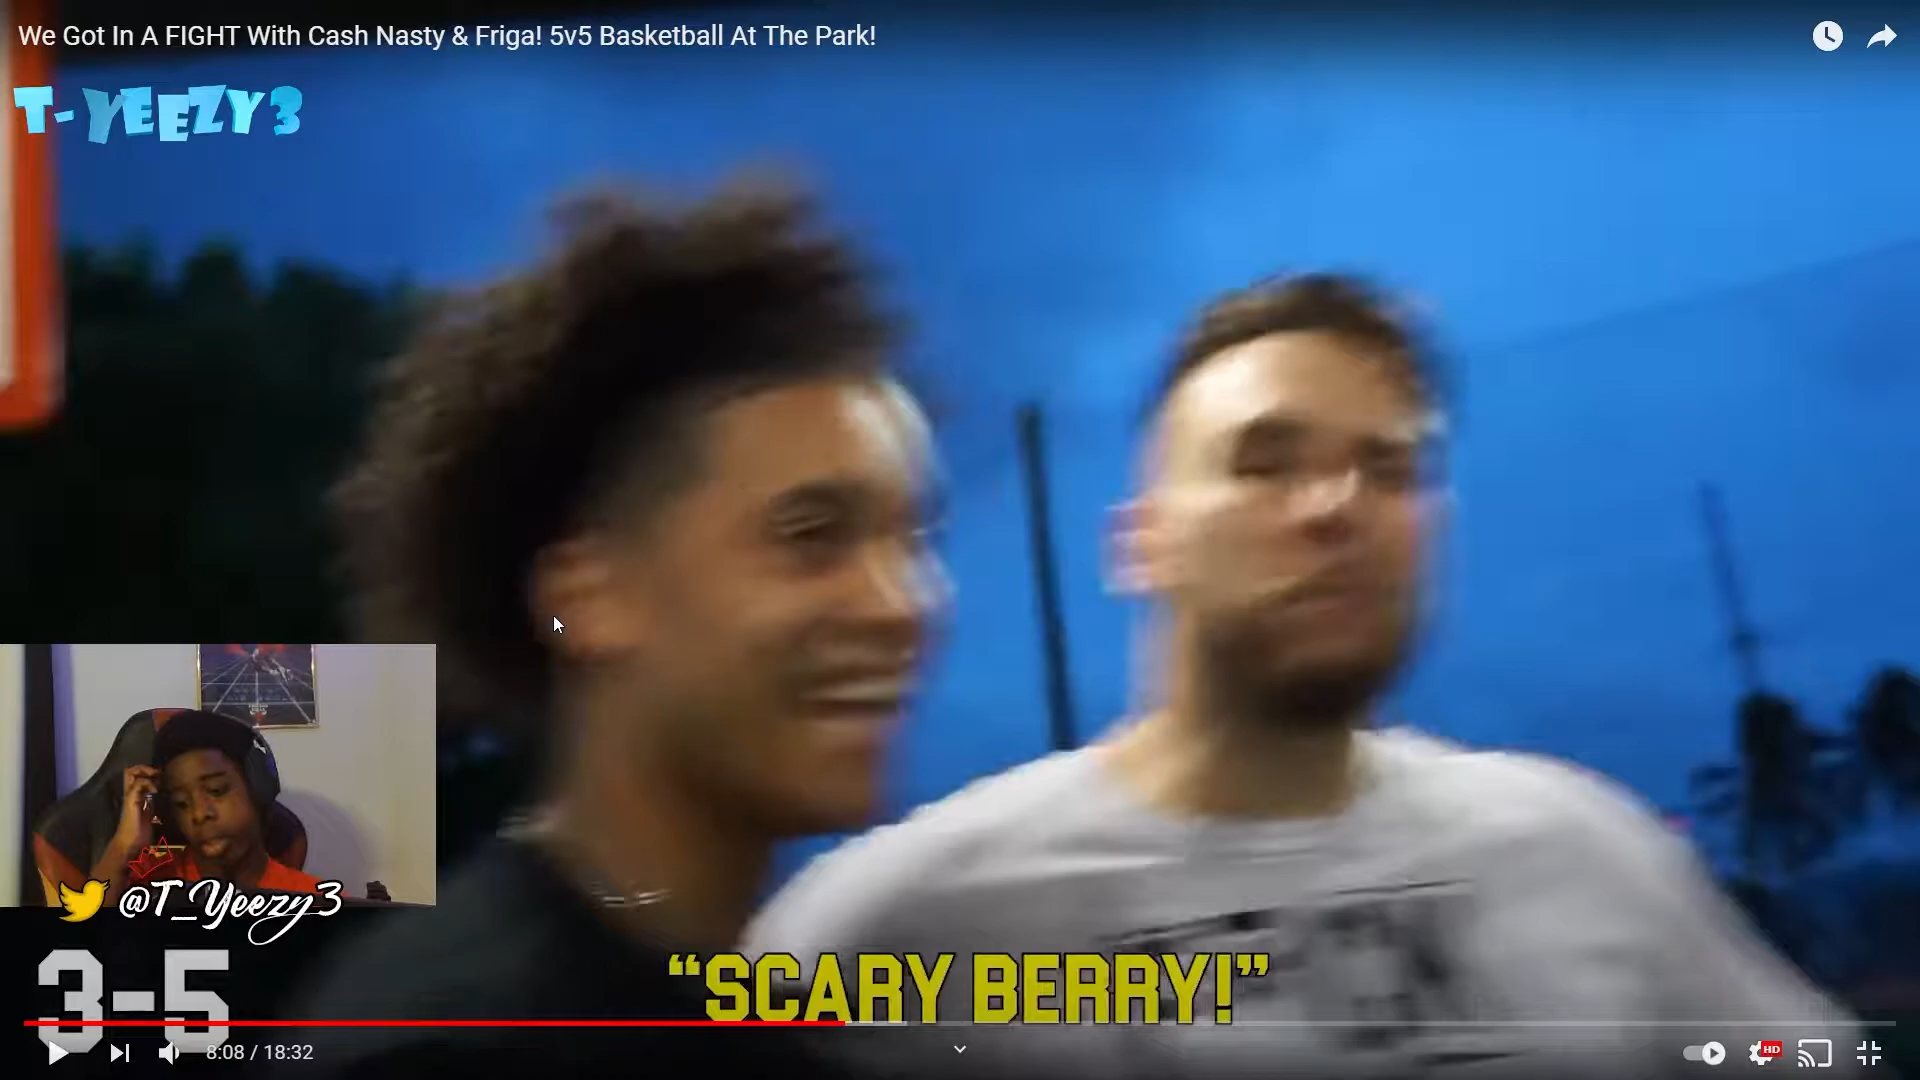 We Got In A FIGHT With Cash Nasty & Friga! 5v5 Basketball At The Park!
T-YEEZY3
@T_Yeezy3
3-5
“SCARY BERRY!”
8:08 / 18:32
HD